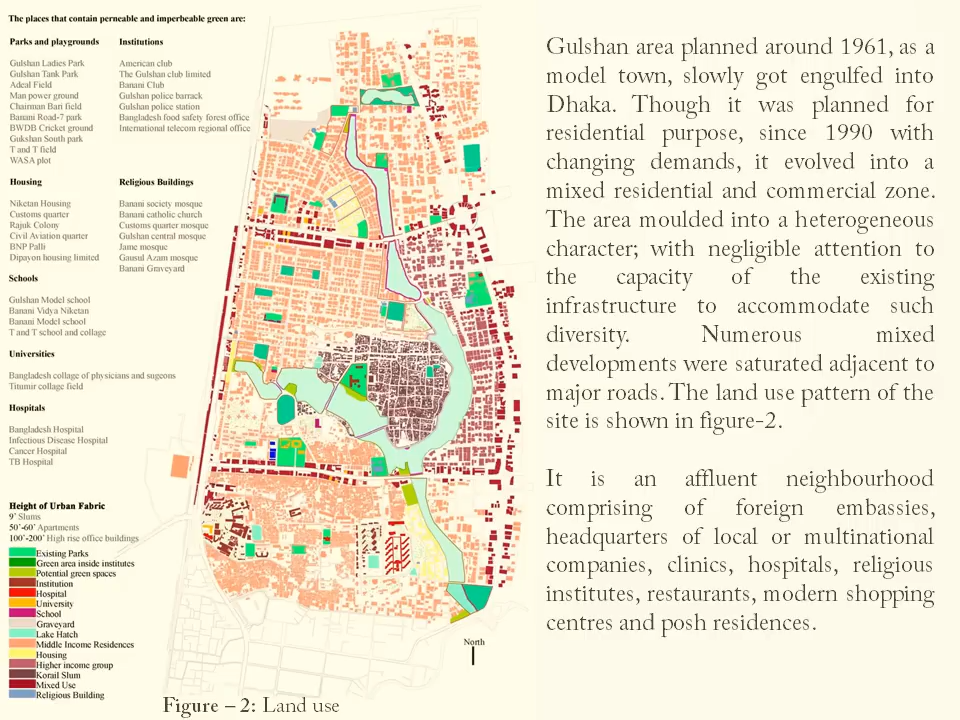 The places that contain permeable and imperbeable green are:
Parks and playgrounds
Gulshan Ladies Park
Gulshan Tank Park
Adeal Field
Man power ground
Chairman Bari field
Banani Road-7 park
BWDB Cricket ground
Gukshan South park
T and T field
WASA plot
Housing
Niketan Housing
Customs quarter
Rajuk Colony
Civil Aviation quarter
BNP Palli
Dipayon housing limited
Schools
Gulshan Model school
Banani Vidya Niketan
Banani Model school
T and T school and collage
Universities
Bangladesh collage of physicians and sugeons
Titumir collage field
Hospitals
Bangladesh Hospital
Infectious Disease Hospital
Cancer Hospital
TB Hospital
Institutions
American club
The Gulshan club limited
Banani Club
Gulshan police barrack
Gulshan police station
Bangladesh food safety forest office
International telecom regional office
Religious Buildings
Banani society mosque
Banani catholic church
Customs quarter mosque
Gulshan central mosque
Jame mosque
Gausul Azam mosque
Banani Graveyard
Height of Urban Fabric
9' Slums
50'-60' Apartments
100'-200' High rise office buildings
Existing Parks
Green area inside institutes
Potential green spaces
Institution
Hospital
University
School
Graveyard
Lake Hatch
Middle Income Residences
Housing
Higher income group
Korail Slum
Mixed Use
Religious Building
North
Figure – 2: Land use
Gulshan area planned around 1961, as a
model town, slowly got engulfed into
Dhaka. Though it was planned for
residential purpose, since 1990 with
changing demands, it evolved into a
mixed residential and commercial zone.
The area moulded into a heterogeneous
character; with negligible attention to
the capacity of the existing
infrastructure to accommodate such
diversity. Numerous mixed
developments were saturated adjacent to
major roads. The land use pattern of the
site is shown in figure-2.
It is an affluent neighbourhood
comprising of foreign embassies,
headquarters of local or multinational
companies, clinics, hospitals, religious
institutes, restaurants, modern shopping
centres and posh residences.